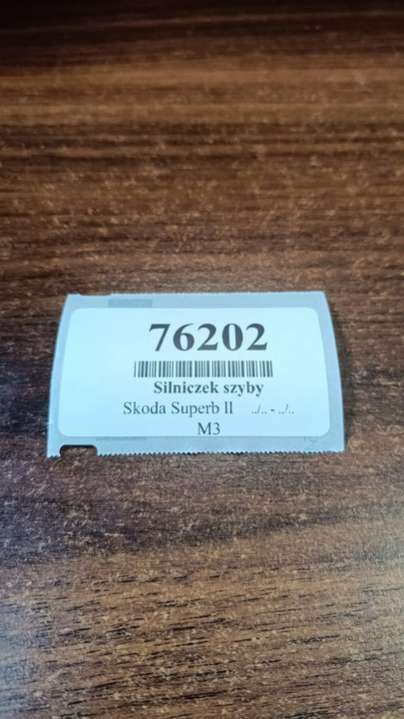 76202
Silniczek szyby
Skoda Superb II ../.. - ../..
M3